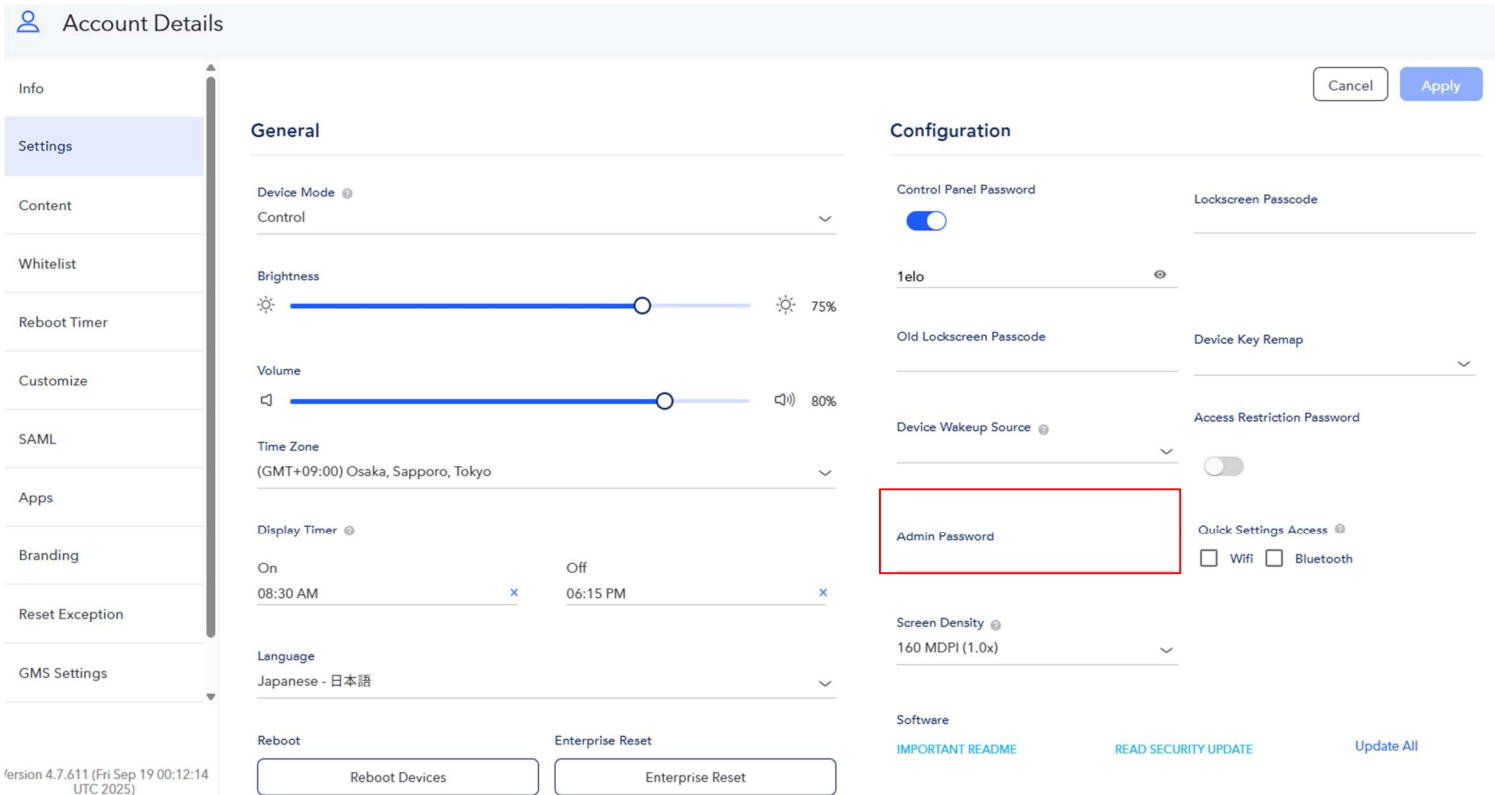 Account Details
Info
Settings
Content
Whitelist
Reboot Timer
Customize
SAML
Apps
Branding
Reset Exception
GMS Settings
Version 4.7.611 (Fri Sep 19 00:12:14
UTC 2025)
Cancel
Apply
General
Device Mode
Control
Brightness
75%
Volume
80%
Time Zone
(GMT+09:00) Osaka, Sapporo, Tokyo
Display Timer
On
08:30 AM
Off
06:15 PM
Language
Japanese - 日本語
Reboot
Reboot Devices
Enterprise Reset
Enterprise Reset
Configuration
Control Panel Password
1elo
Lockscreen Passcode
Old Lockscreen Passcode
Device Key Remap
Device Wakeup Source
Access Restriction Password
Admin Password
Quick Settings Access
Wifi
Bluetooth
Screen Density
160 MDPI (1.0x)
Software
IMPORTANT README
READ SECURITY UPDATE
Update All